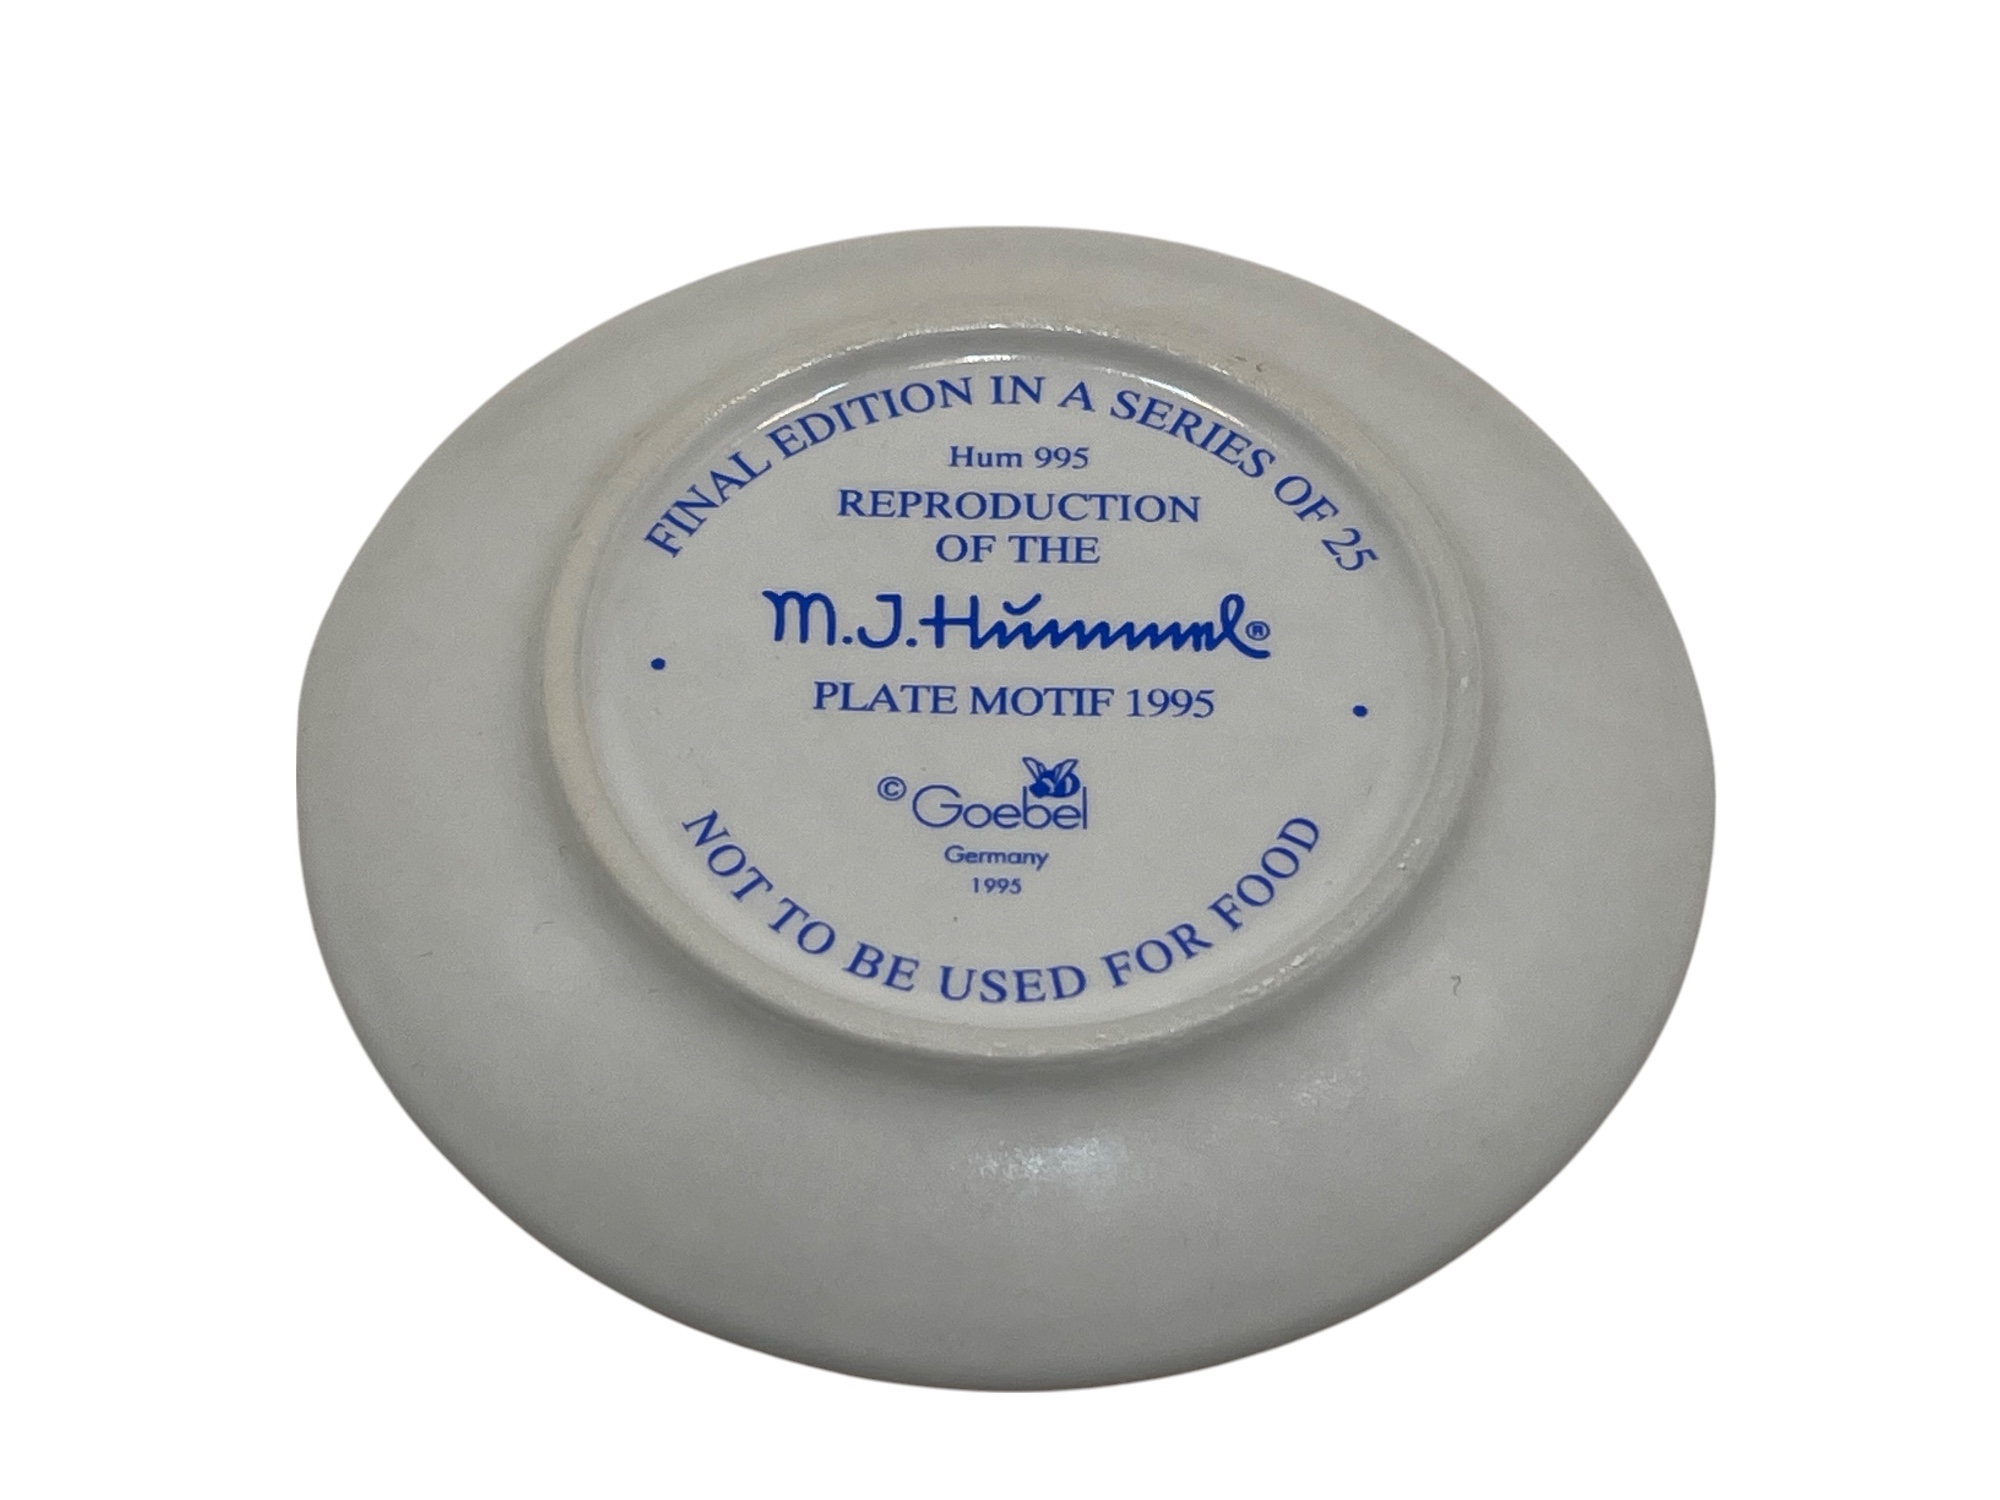 FINAL EDITION IN A SERIES OF 25
Hum 995
REPRODUCTION
OF THE
M.J.Hummel®
PLATE MOTIF 1995
© Goebel
Germany
1995
NOT TO BE USED FOR FOOD